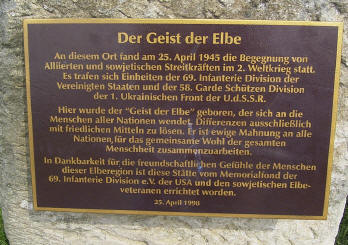 Der Geist der Elbe
An diesem Ort fand am 25. April 1945 die Begegnung von
Alliierten und sowjetischen Streitkräften im 2. Weltkrieg statt.
Es trafen sich Einheiten der 69. Infanterie Division der
Vereinigten Staaten und der 58. Garde Schützen Division
der 1. Ukrainischen Front der U.d.S.S.R.
Hier wurde der "Geist der Elbe" geboren, der sich an die
Menschen aller Nationen wendet, Differenzen ausschließlich
mit friedlichen Mitteln zu lösen. Er ist ewige Mahnung an alle
Nationen, für das gemeinsame Wohl der gesamten
Menschheit zusammenzuarbeiten.
In Dankbarkeit für die freundschaftlichen Gefühle der Menschen
dieser Elberegion ist diese Stätte vom Memorialfond der
69. Infanterie Division e.V. der USA und den sowjetischen Elbe-
veteranen errichtet worden.
25. April 1990